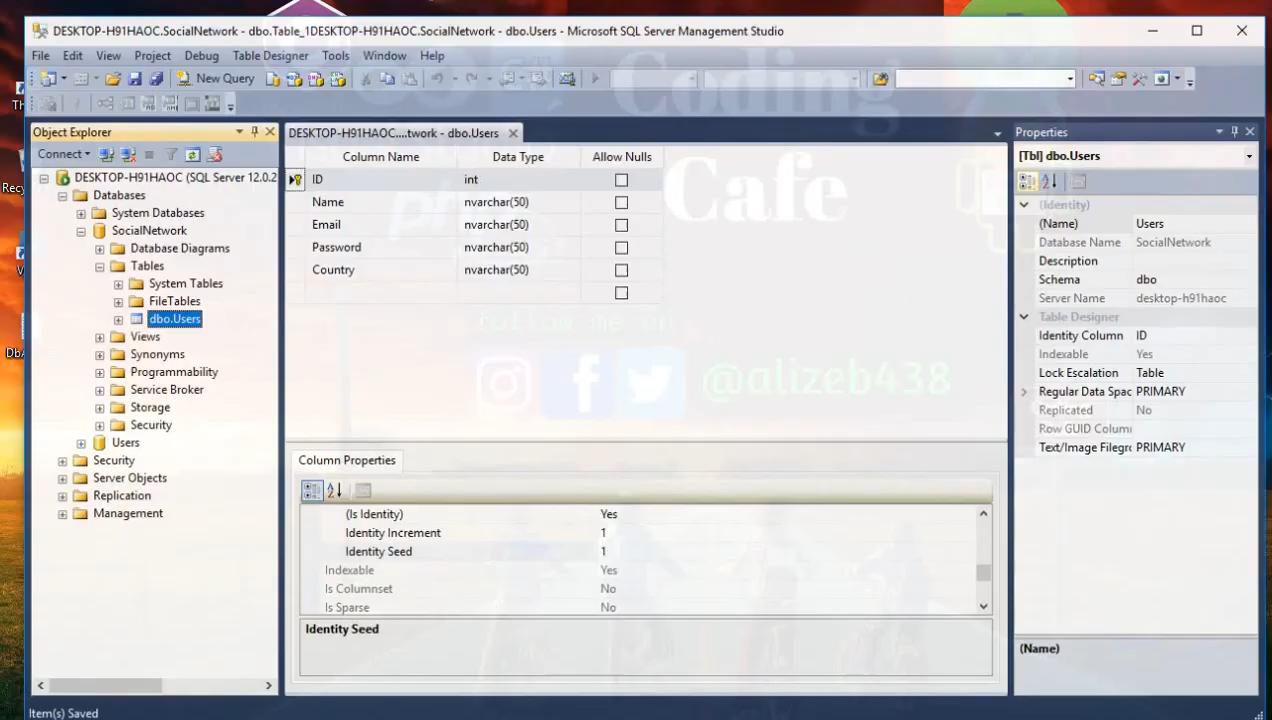 DESKTOP-H91HAOC.SocialNetwork - dbo.Table_1DESKTOP-H91HAOC.SocialNetwork - dbo.Users - Microsoft SQL Server Management Studio
File Edit View Project Debug Table Designer Tools Window Help
New Query
Coding
Cafe
Object Explorer
Connect
DESKTOP-H91HAOC (SQL Server 12.0.2
Databases
System Databases
SocialNetwork
Database Diagrams
Tables
System Tables
FileTables
dbo.Users
Views
Synonyms
Programmability
Service Broker
Storage
Security
Users
Security
Server Objects
Replication
Management
DESKTOP-H91HAOC....twork - dbo.Users
Column Name Data Type Allow Nulls
ID int
Name nvarchar(50)
Email nvarchar(50)
Password nvarchar(50)
Country nvarchar(50)
follow me on
@alizeb438
Column Properties
(Is Identity) Yes
Identity Increment 1
Identity Seed 1
Indexable Yes
Is Columnset No
Is Sparse No
Identity Seed
Properties
[Tbl] dbo.Users
(Identity)
(Name) Users
Database Name SocialNetwork
Description
Schema dbo
Server Name desktop-h91haoc
Table Designer
Identity Column ID
Indexable Yes
Lock Escalation Table
Regular Data Spac PRIMARY
Replicated No
Row GUID Colum
Text/Image Filegr PRIMARY
(Name)
Item(s) Saved